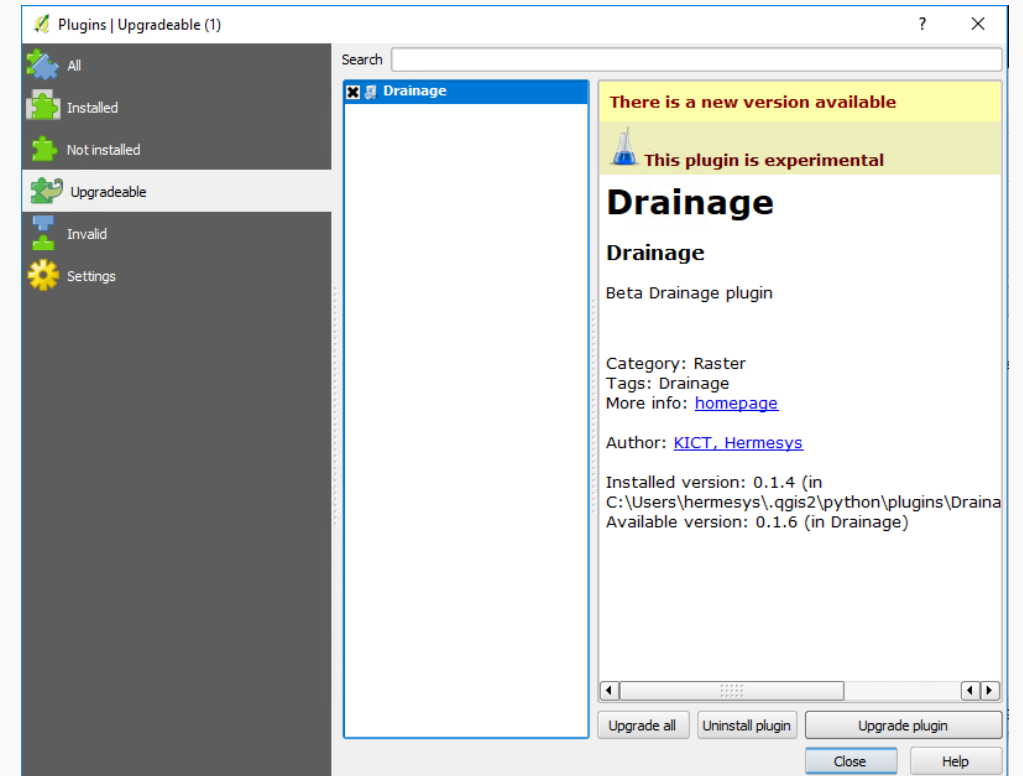 Plugins | Upgradeable (1)
All
Installed
Not installed
Upgradeable
Invalid
Settings
Search
Drainage
There is a new version available
This plugin is experimental
Drainage
Drainage
Beta Drainage plugin
Category: Raster
Tags: Drainage
More info: homepage
Author: KICT, Hermesys
Installed version: 0.1.4 (in
C:\Users\hermesys\.qgis2\python\plugins\Draina
Available version: 0.1.6 (in Drainage)
Upgrade all
Uninstall plugin
Upgrade plugin
Close
Help